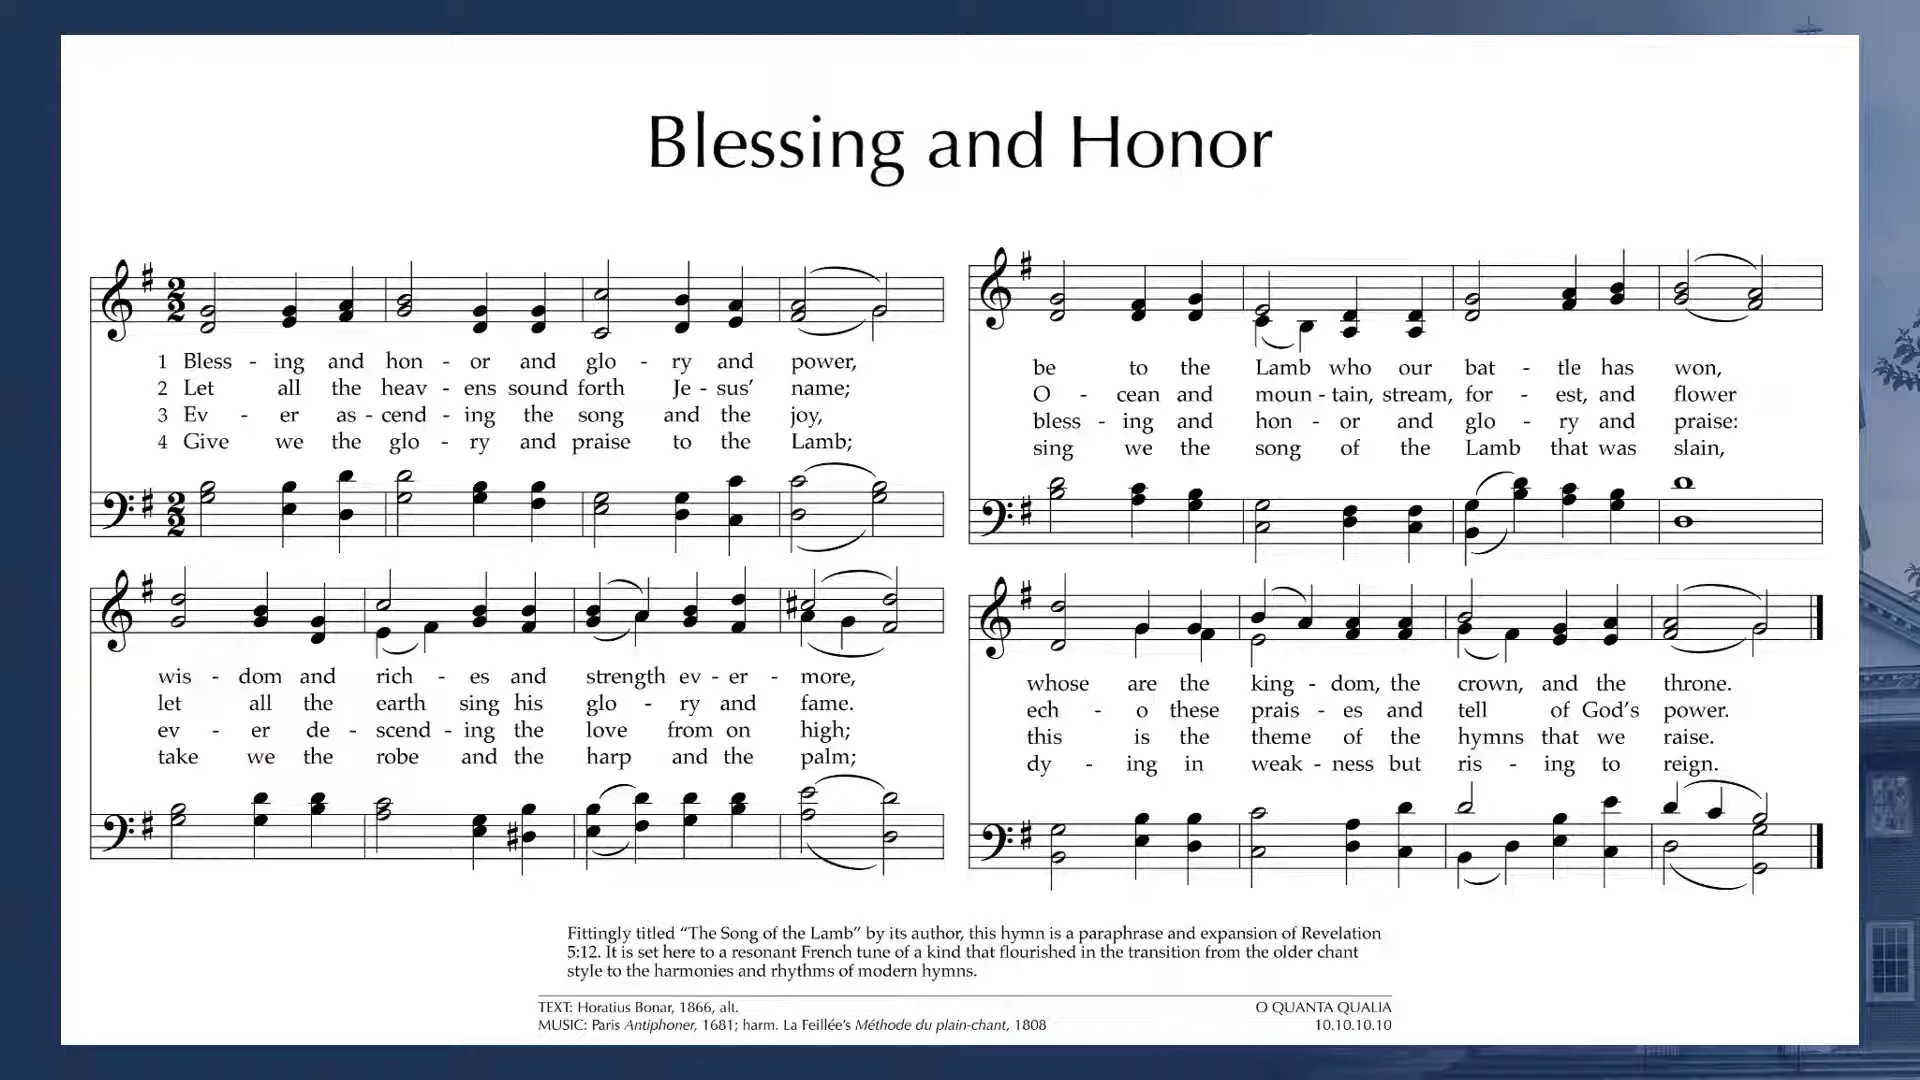 Blessing and Honor
1 Bless - ing and hon - or and glo - ry and power,
2 Let all the heav - ens sound forth Je - sus’ name;
3 Ev - er as - cend - ing the song and the joy,
4 Give we the glo - ry and praise to the Lamb;
be to the Lamb who our bat - tle has won,
O - cean and moun - tain, stream, for - est, and flower
bless - ing and hon - or and glo - ry and praise:
sing we the song of the Lamb that was slain,
wis - dom and rich - es and strength ev - er - more,
let all the earth sing his glo - ry and fame.
ev - er de - scend - ing the love from on high;
take we the robe and the harp and the palm;
whose are the king - dom, the crown, and the throne.
ech - o these prais - es and tell of God’s power.
this is the theme of the hymns that we raise.
dy - ing in weak - ness but ris - ing to reign.
Fittingly titled “The Song of the Lamb” by its author, this hymn is a paraphrase and expansion of Revelation
5:12. It is set here to a resonant French tune of a kind that flourished in the transition from the older chant
style to the harmonies and rhythms of modern hymns.
TEXT: Horatius Bonar, 1866, alt.
MUSIC: Paris Antiphoner, 1681; harm. La Feillée’s Méthode du plain-chant, 1808
O QUANTA QUALIA
10.10.10.10